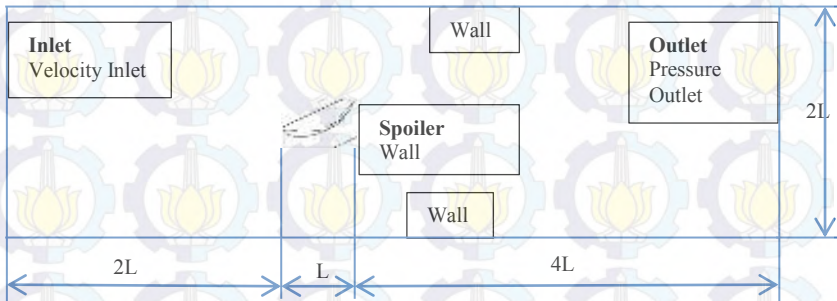 Wall
Inlet
Velocity Inlet
Outlet
Pressure
Outlet
2L
Spoiler
Wall
Wall
2L
L
4L